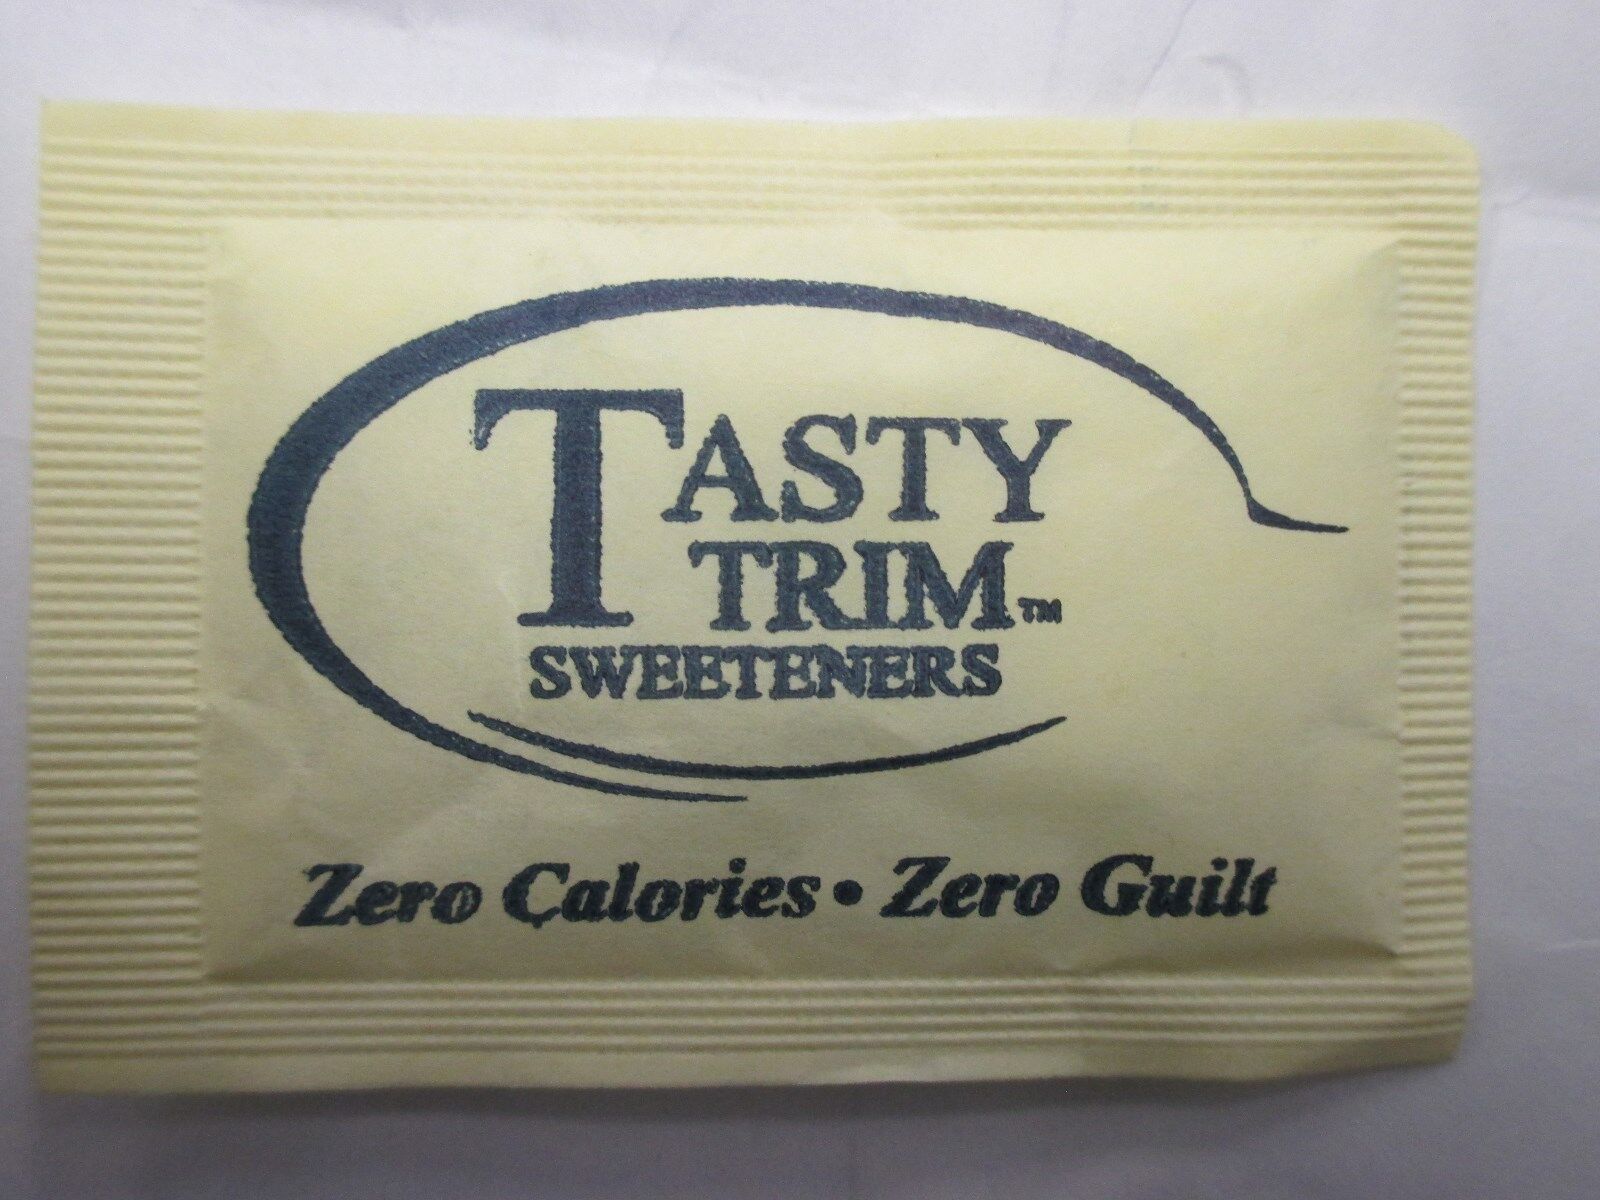 TASTY
TRIM™
SWEETENERS
Zero Calories • Zero Guilt